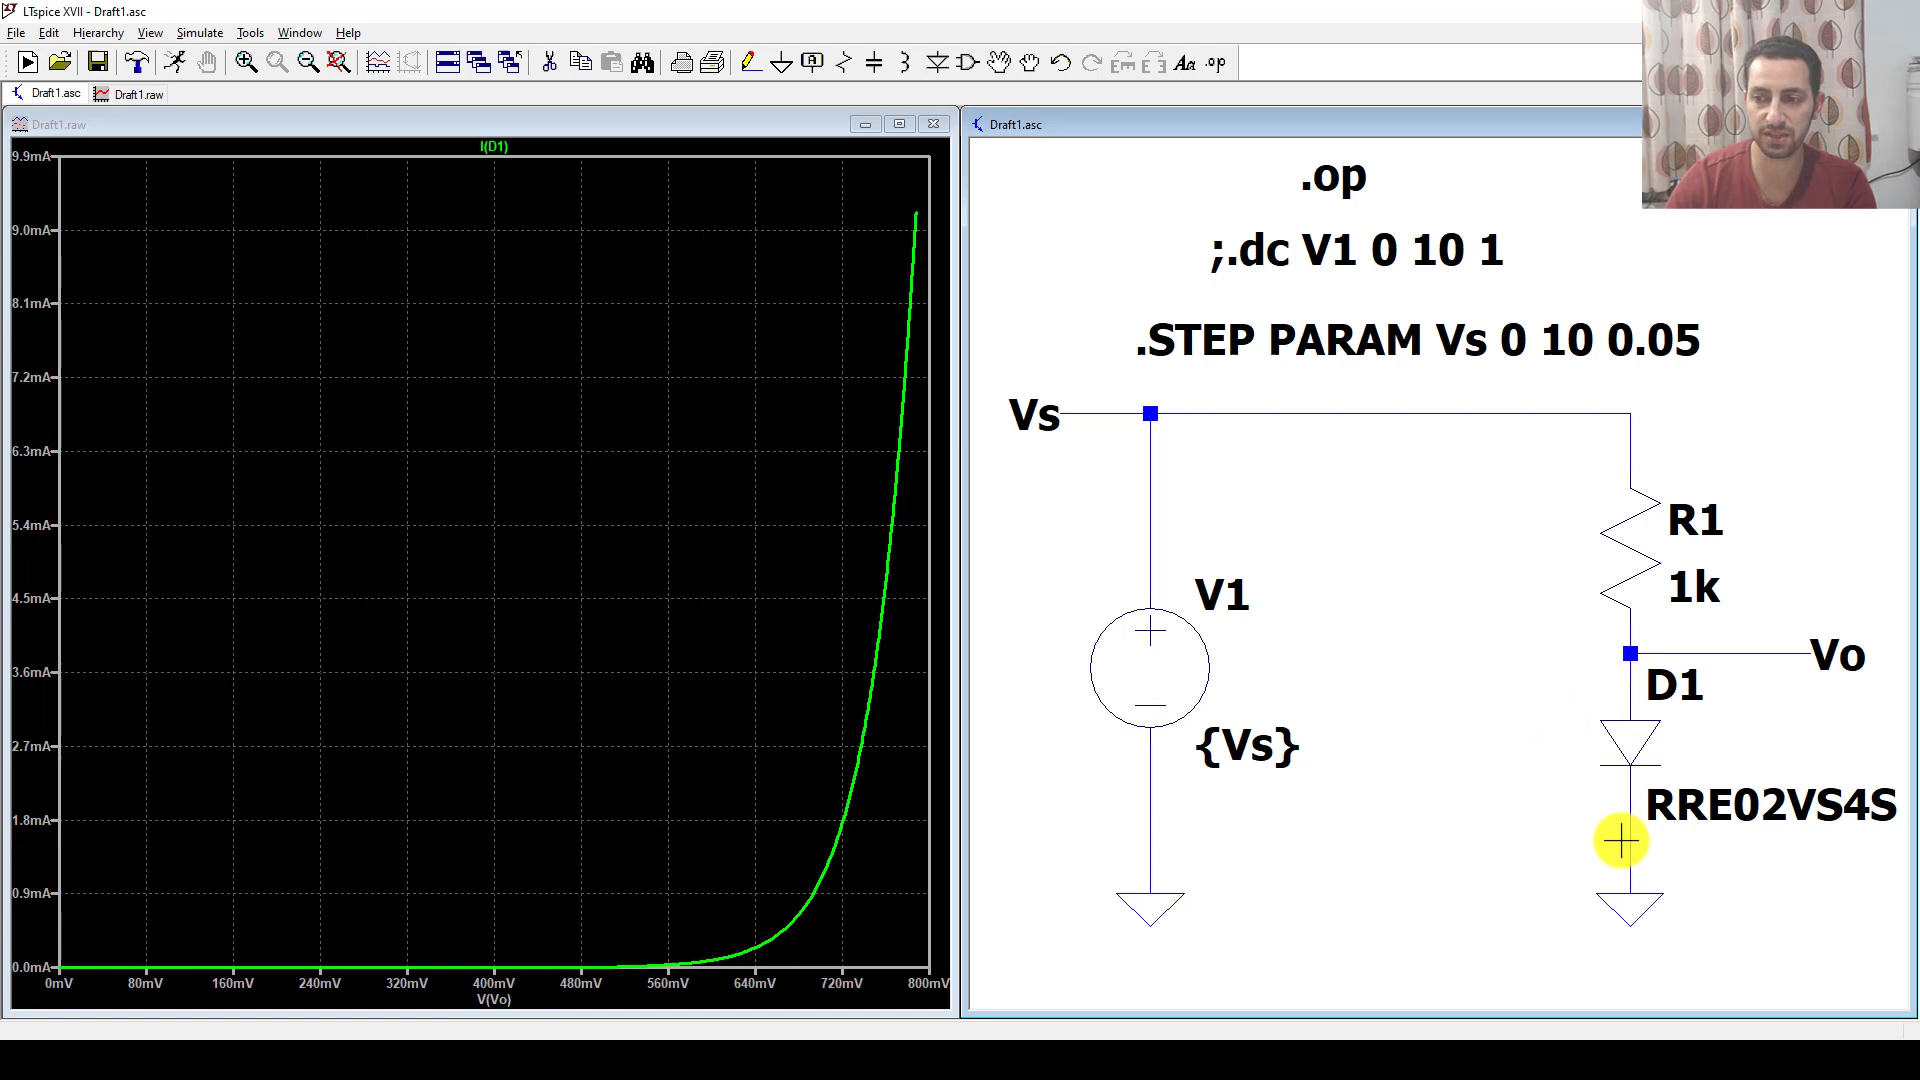 LTspice XVII - Draft1.asc
File Edit Hierarchy View Simulate Tools Window Help
Aa .op
Draft1.asc Draft1.raw
Draft1.raw
I(D1)
9.9mA
9.0mA
8.1mA
7.2mA
6.3mA
5.4mA
4.5mA
3.6mA
2.7mA
1.8mA
0.9mA
0.0mA
0mV 80mV 160mV 240mV 320mV 400mV 480mV 560mV 640mV 720mV 800mV
V(Vo)
Draft1.asc
.op
;.dc V1 0 10 1
.STEP PARAM Vs 0 10 0.05
Vs
R1
1k
V1
{Vs}
Vo
D1
RRE02VS4S